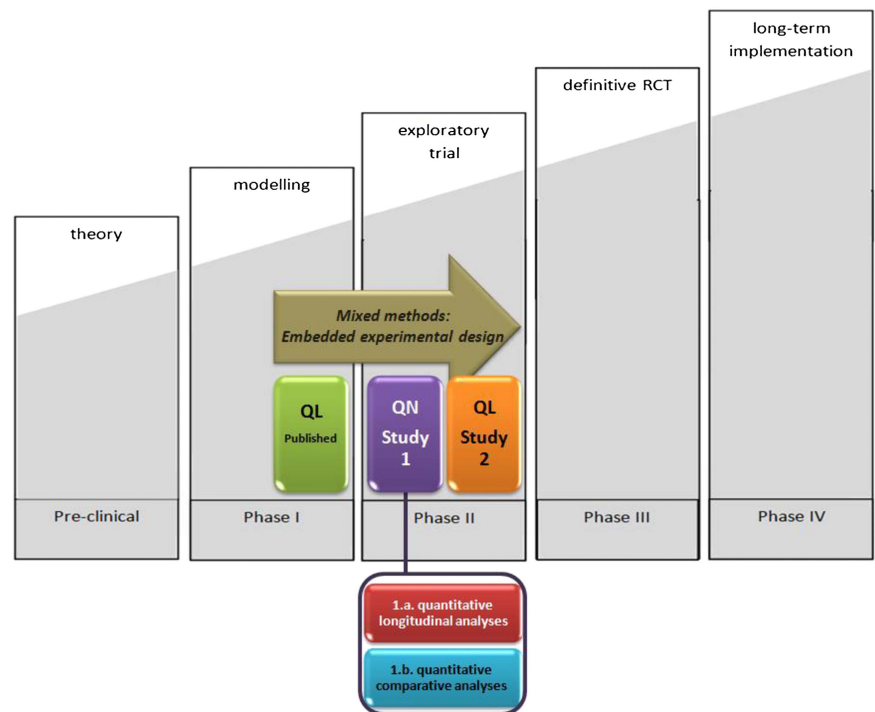 long-term
implementation
definitive RCT
exploratory
trial
modelling
theory
Mixed methods:
Embedded experimental design
QL
Published
QN
Study
1
QL
Study
2
Pre-clinical
Phase I
Phase II
Phase III
Phase IV
1.a. quantitative
longitudinal analyses
1.b. quantitative
comparative analyses